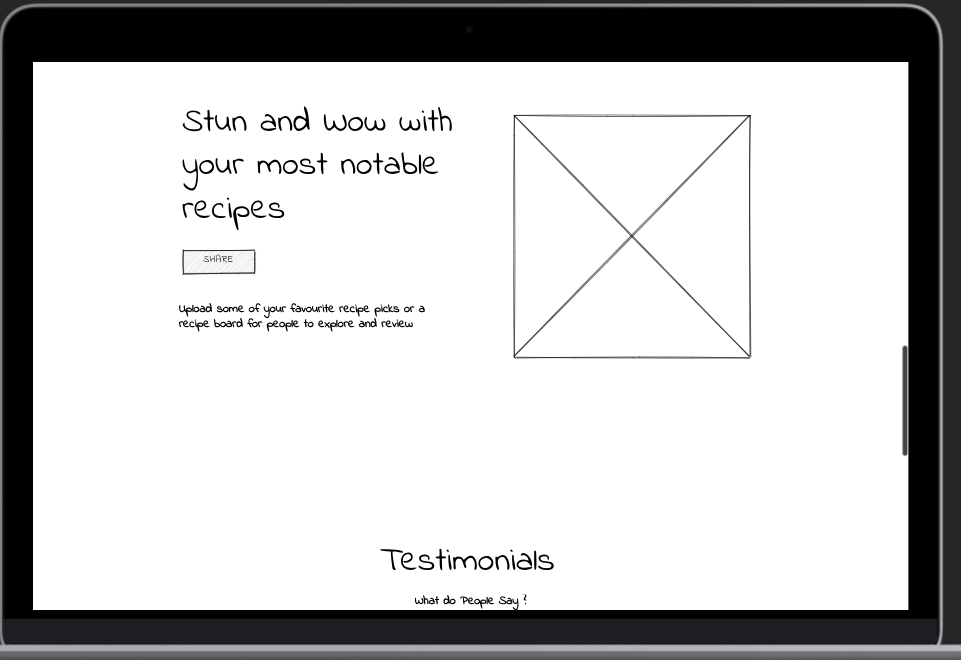 Stun and Wow with
your most notable
recipes
SHARE
Upload some of your favourite recipe picks or a
recipe board for people to explore and review
Testimonials
What do People Say ?